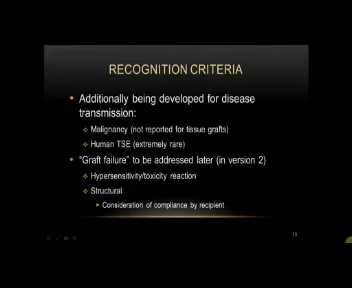 RECOGNITION CRITERIA
Additionally being developed for disease
transmission:
Malignancy (not reported for tissue grafts)
Human TSE (extremely rare)
"Graft failure" to be addressed later (in version 2)
Hypersensitivity/toxicity reaction
Structural
Consideration of compliance by recipient